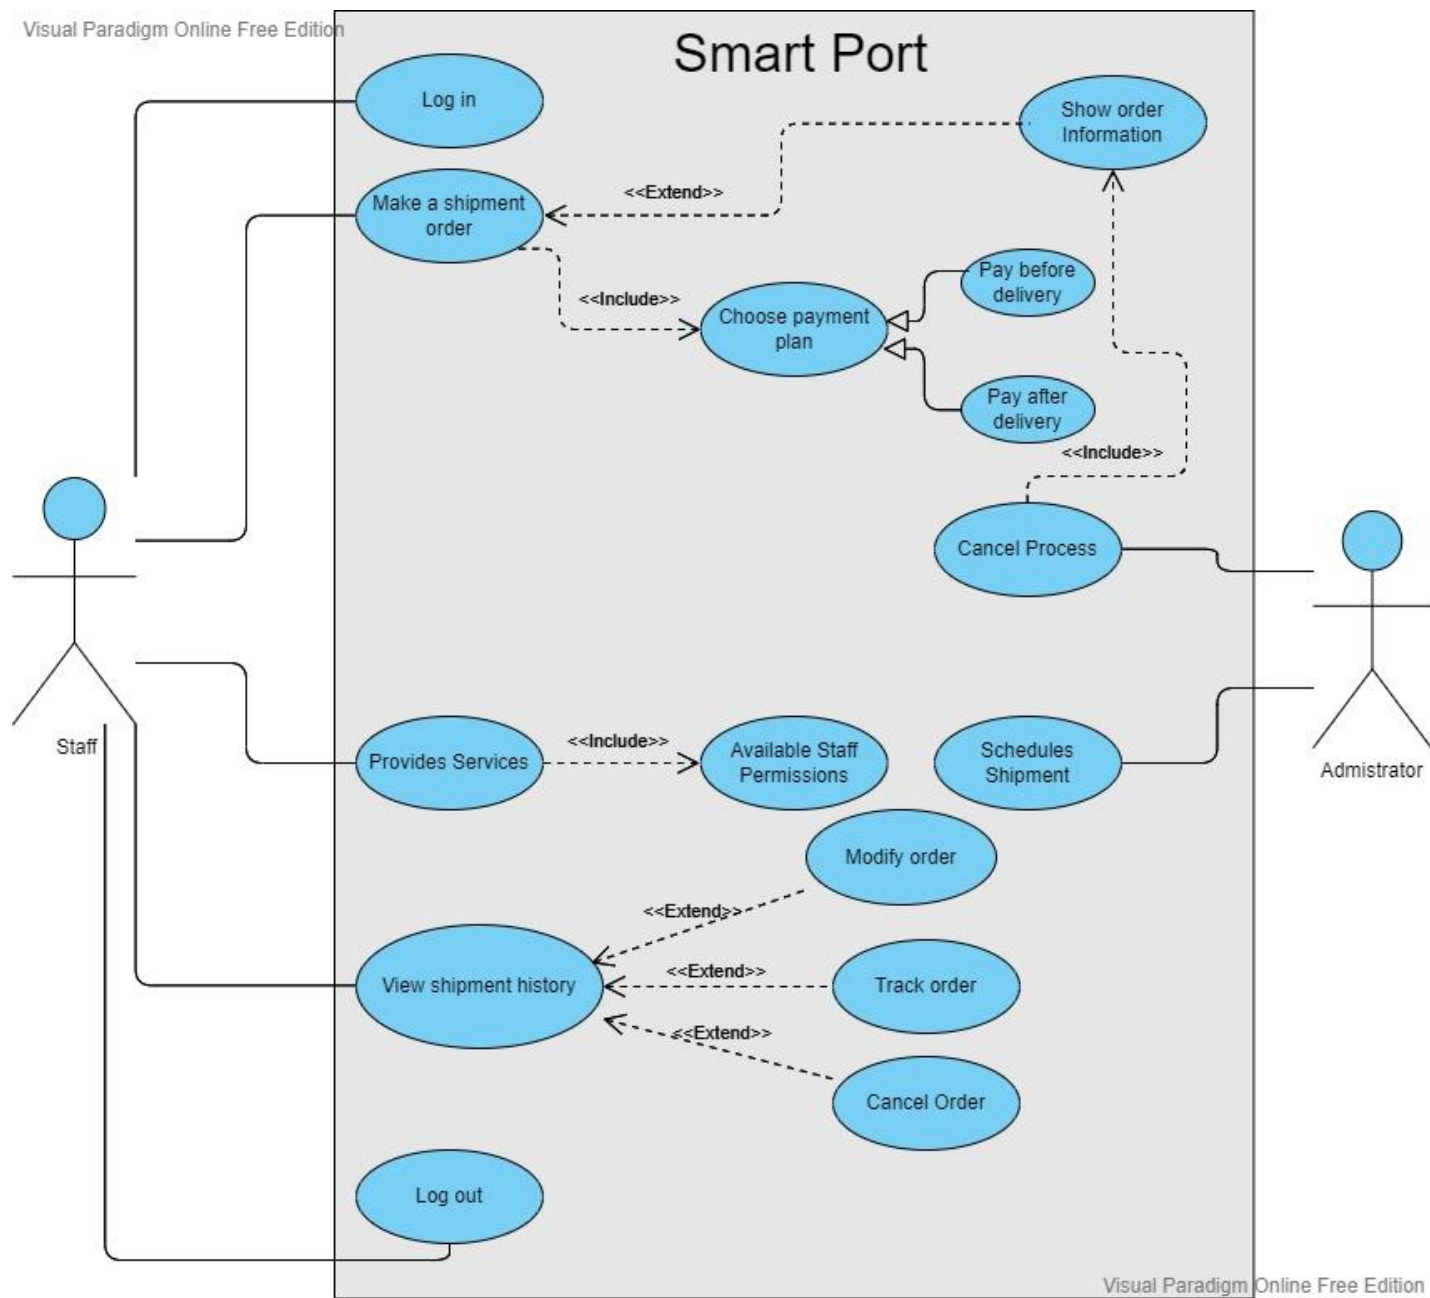 Visual Paradigm Online Free Edition
Smart Port
Log in
Show order
Information
Make a shipment
order
<<Extend>>
Pay before
delivery
<<Include>>
Choose payment
plan
Pay after
delivery
<<Include>>
Cancel Process
Staff
Provides Services
<<Include>>
Available Staff
Permissions
Schedules
Shipment
Admistrator
Modify order
<<Extend>>
View shipment history
<<Extend>>
Track order
<<Extend>>
Cancel Order
Log out
Visual Paradigm Online Free Edition